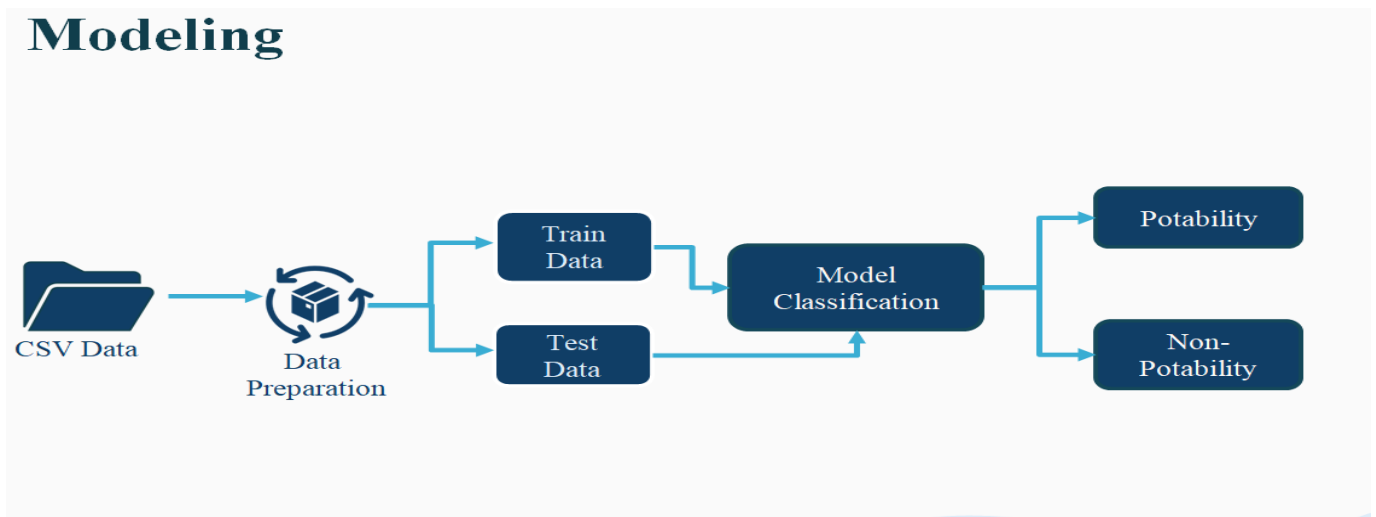 Modeling
CSV Data
Data
Preparation
Train
Data
Test
Data
Model
Classification
Potability
Non-
Potability